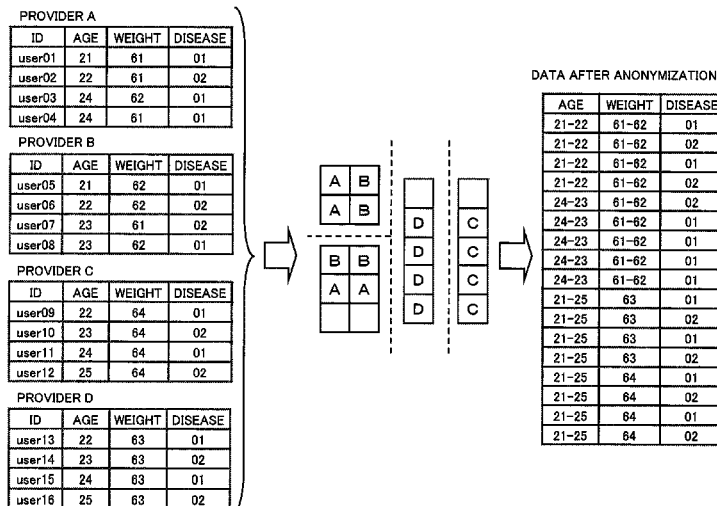 PROVIDER A
ID AGE WEIGHT DISEASE
user01 21 61 01
user02 22 61 02
user03 24 62 01
user04 24 61 01
PROVIDER B
ID AGE WEIGHT DISEASE
user05 21 62 01
user06 22 62 02
user07 23 61 02
user08 23 62 01
PROVIDER C
ID AGE WEIGHT DISEASE
user09 22 64 01
user10 23 64 02
user11 24 64 01
user12 25 64 02
PROVIDER D
ID AGE WEIGHT DISEASE
user13 22 63 01
user14 23 63 02
user15 24 63 01
user16 25 63 02
A B
A B
B B
A A
D
D
D
D
C
C
C
C
DATA AFTER ANONYMIZATION
AGE WEIGHT DISEASE
21-22 61-62 01
21-22 61-62 02
21-22 61-62 01
21-22 61-62 02
24-23 61-62 02
24-23 61-62 01
24-23 61-62 01
24-23 61-62 01
24-23 61-62 01
21-25 63 01
21-25 63 02
21-25 63 01
21-25 63 02
21-25 64 01
21-25 64 02
21-25 64 01
21-25 64 02